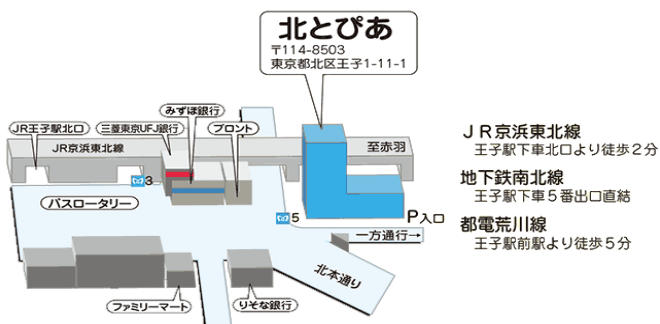 北とぴあ
〒114-8503
東京都北区王子1-11-1
みずほ銀行
JR王子駅北口
三菱東京UFJ銀行
プロント
JR京浜東北線
至赤羽
3
バスロータリー
5
P入口
一方通行→
北本通り
ファミリーマート
りそな銀行
JR京浜東北線
王子駅下車北口より徒歩2分
地下鉄南北線
王子駅下車5番出口直結
都電荒川線
王子駅前駅より徒歩5分